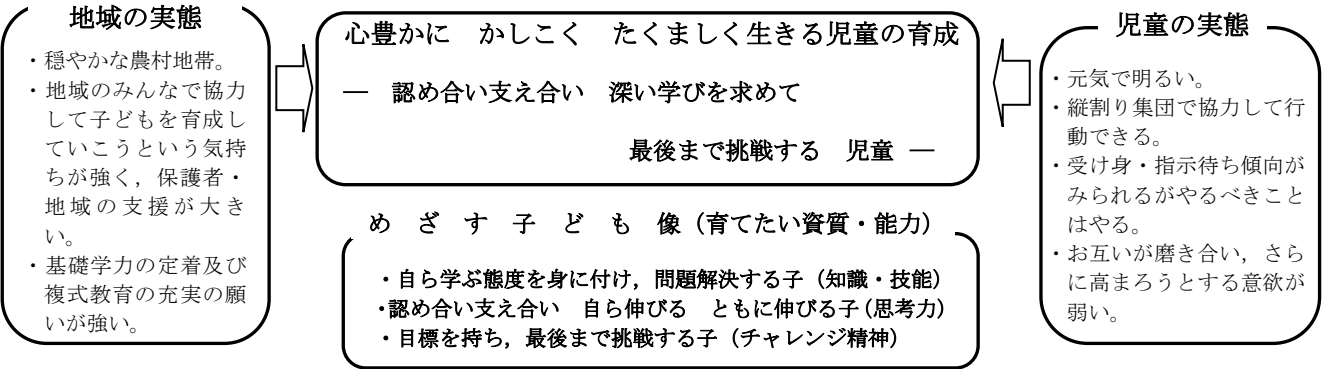 地域の実態
・穏やかな農村地帯。
・地域のみんなで協力
して子どもを育成し
ていこうという気持
ちが強く，保護者・
地域の支援が大き
い。
・基礎学力の定着及び
複式教育の充実の願
いが強い。
心豊かに　かしこく　たくましく生きる児童の育成
―　認め合い支え合い　深い学びを求めて
最後まで挑戦する　児童 ―
め　ざ　す　子　ど　も　像（育てたい資質・能力）
・自ら学ぶ態度を身に付け，問題解決する子（知識・技能）
・認め合い支え合い　自ら伸びる　ともに伸びる子（思考力）
・目標を持ち，最後まで挑戦する子（チャレンジ精神）
児童の実態
・元気で明るい。
・縦割り集団で協力して行
動できる。
・受け身・指示待ち傾向が
みられるがやるべきこと
はやる。
・お互いが磨き合い，さら
に高まろうとする意欲が
弱い。